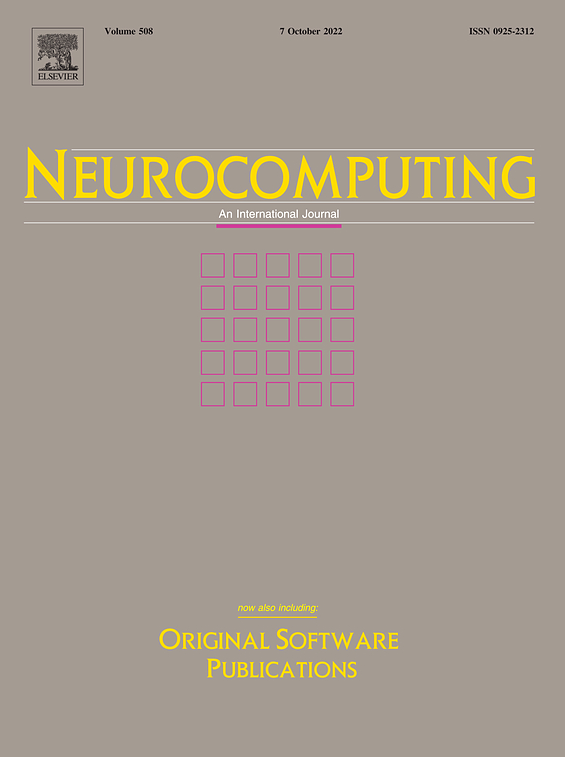 Volume 508
7 October 2022
ISSN 0925-2312
ELSEVIER
NEUROCOMPUTING
An International Journal
now also including:
ORIGINAL SOFTWARE
PUBLICATIONS